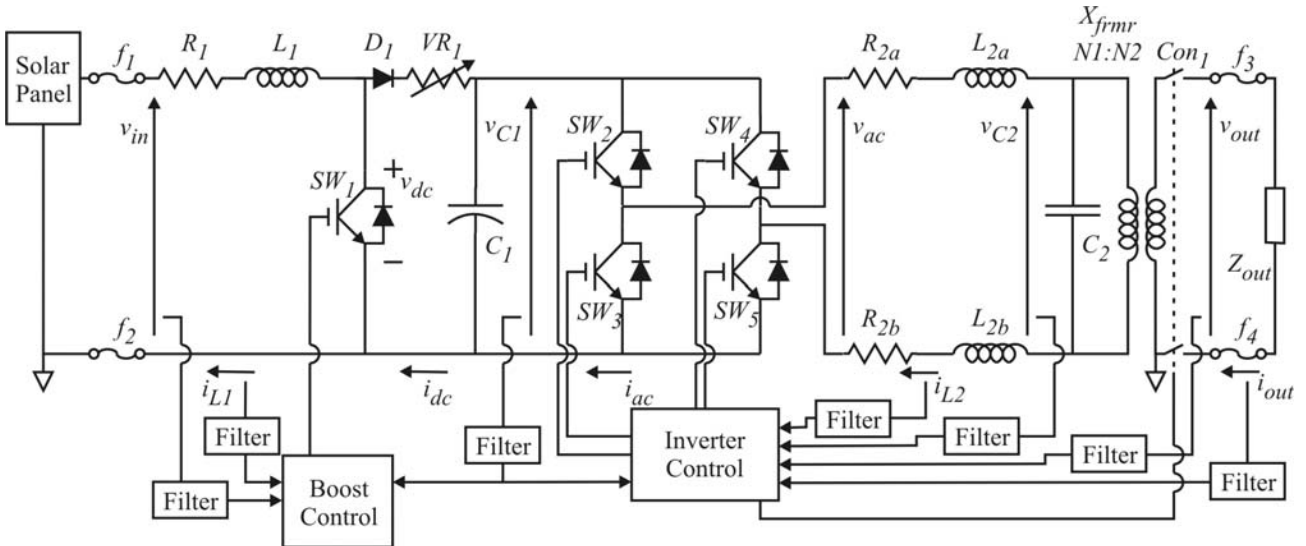 Solar
Panel
f1
R1
L1
D1
VR1
R2a
L2a
Xfrmr
N1:N2
Con1
f3
vin
SW1
+
vdc
−
vC1
C1
SW2
SW4
SW3
SW5
vac
vC2
C2
vout
Zout
f2
R2b
L2b
f4
iL1
idc
iac
iL2
iout
Filter
Filter
Filter
Filter
Filter
Filter
Filter
Boost
Control
Inverter
Control